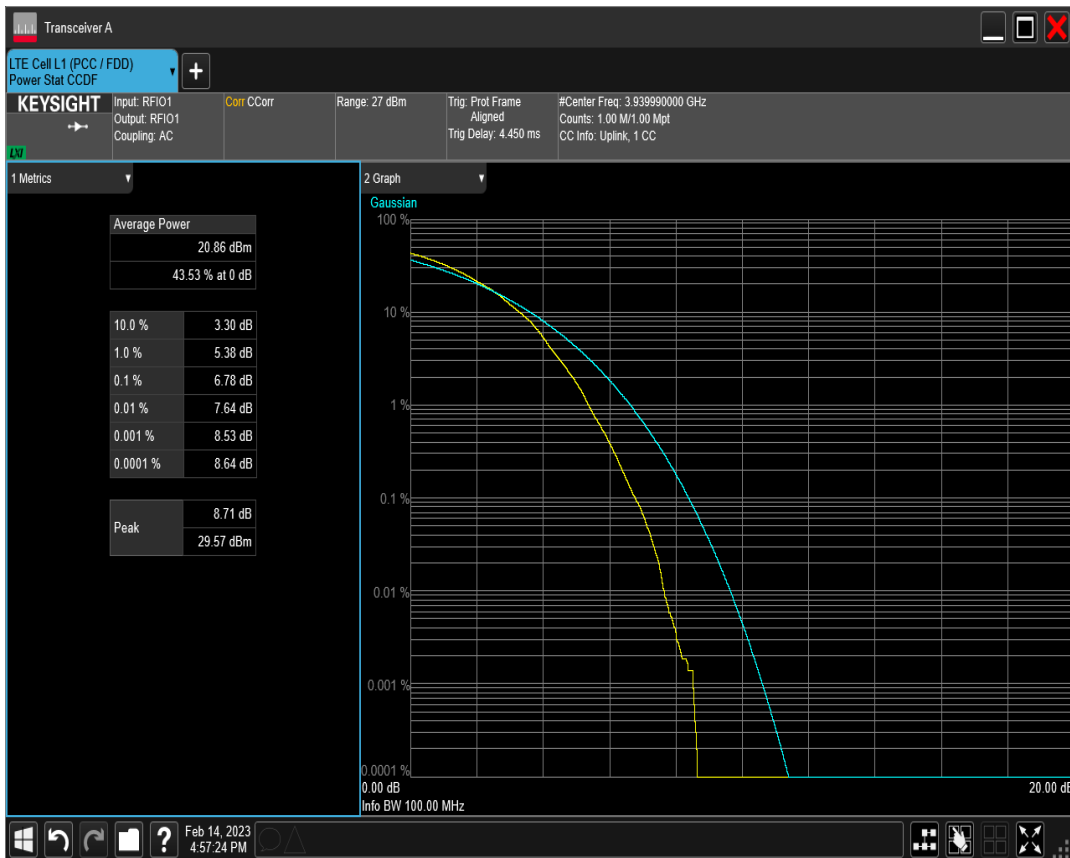 Transceiver A
LTE Cell L1 (PCC / FDD)
Power Stat CCDF
+
KEYSIGHT
LXI
Input: RFIO1
Output: RFIO1
Coupling: AC
Corr CCorr
Range: 27 dBm
Trig: Prot Frame
Aligned
Trig Delay: 4.450 ms
#Center Freq: 3.939990000 GHz
Counts: 1.00 M/1.00 Mpt
CC Info: Uplink, 1 CC
1 Metrics
Average Power
20.86 dBm
43.53 % at 0 dB
10.0 % 3.30 dB
1.0 % 5.38 dB
0.1 % 6.78 dB
0.01 % 7.64 dB
0.001 % 8.53 dB
0.0001 % 8.64 dB
Peak
8.71 dB
29.57 dBm
2 Graph
Gaussian
100 %
10 %
1 %
0.1 %
0.01 %
0.001 %
0.0001 %
0.00 dB 20.00 dB
Info BW 100.00 MHz
?
Feb 14, 2023
4:57:24 PM